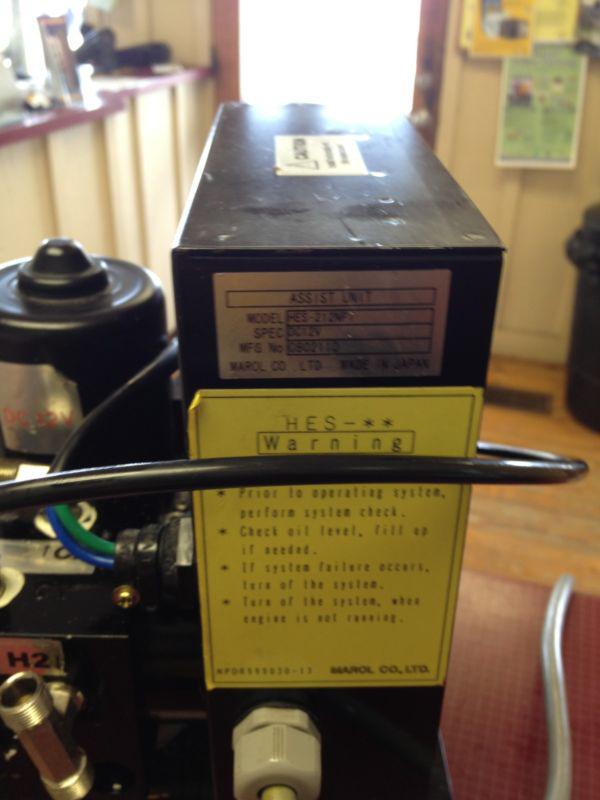 CAUTION
ASSIST UNIT
MODEL HES-212NF
SPEC DC12V
MFG No
MAROL CO., LTD. MADE IN JAPAN
DC 12V
HES-**
Warning
* Prior to operating system,
perform system check.
* Check oil level, fill up
if needed.
* If system failure occurs,
turn of the system.
* Turn of the system, when
engine is not running.
MAROL CO., LTD.
H2